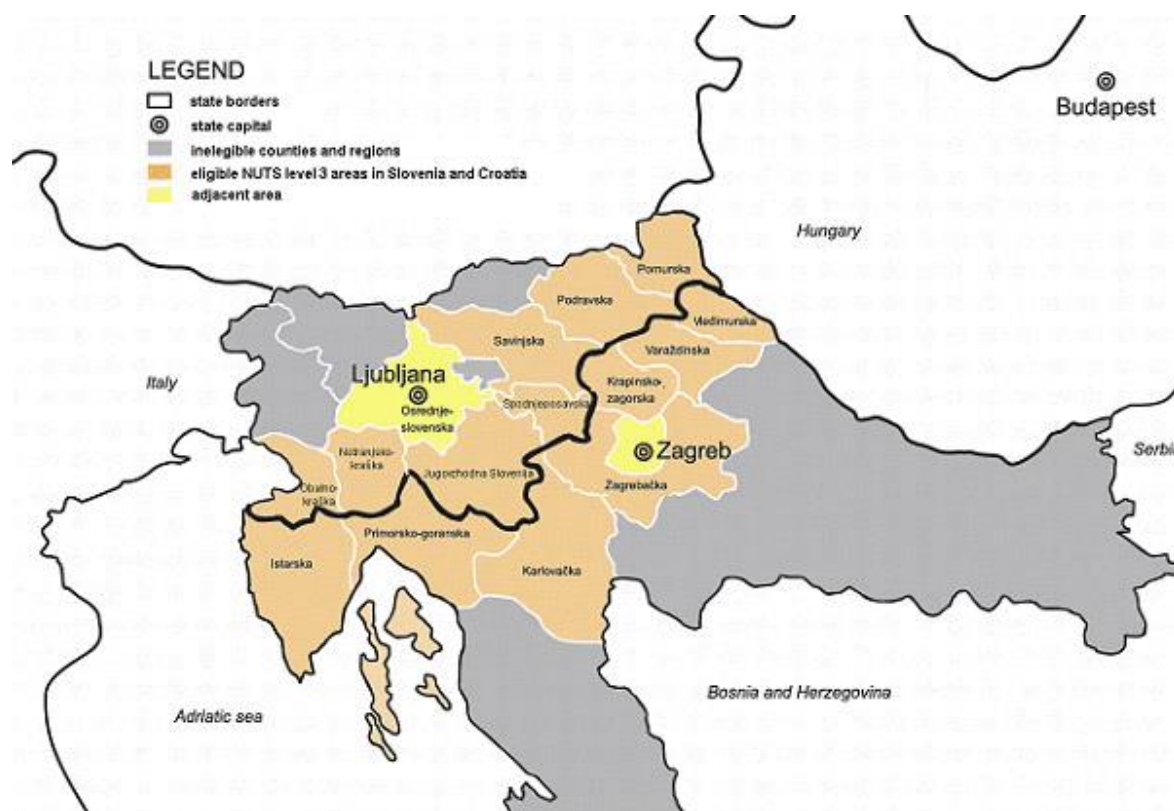 LEGEND
state borders
state capital
inelegible counties and regions
eligible NUTS level 3 areas in Slovenia and Croatia
adjacent area
Budapest
Hungary
Pomurska
Podravska
Međimurska
Savinjska
Varaždinska
Italy
Ljubljana
Krapinsko-
zagorska
Spodnjeposavska
Osrednje-
slovenska
Zagreb
Serbia
Notranjsko-
kraška
Jugovzhodna Slovenija
Zagrebačka
Obalno-
kraška
Primorsko-goranska
Istarska
Karlovačka
Bosnia and Herzegovina
Adriatic sea